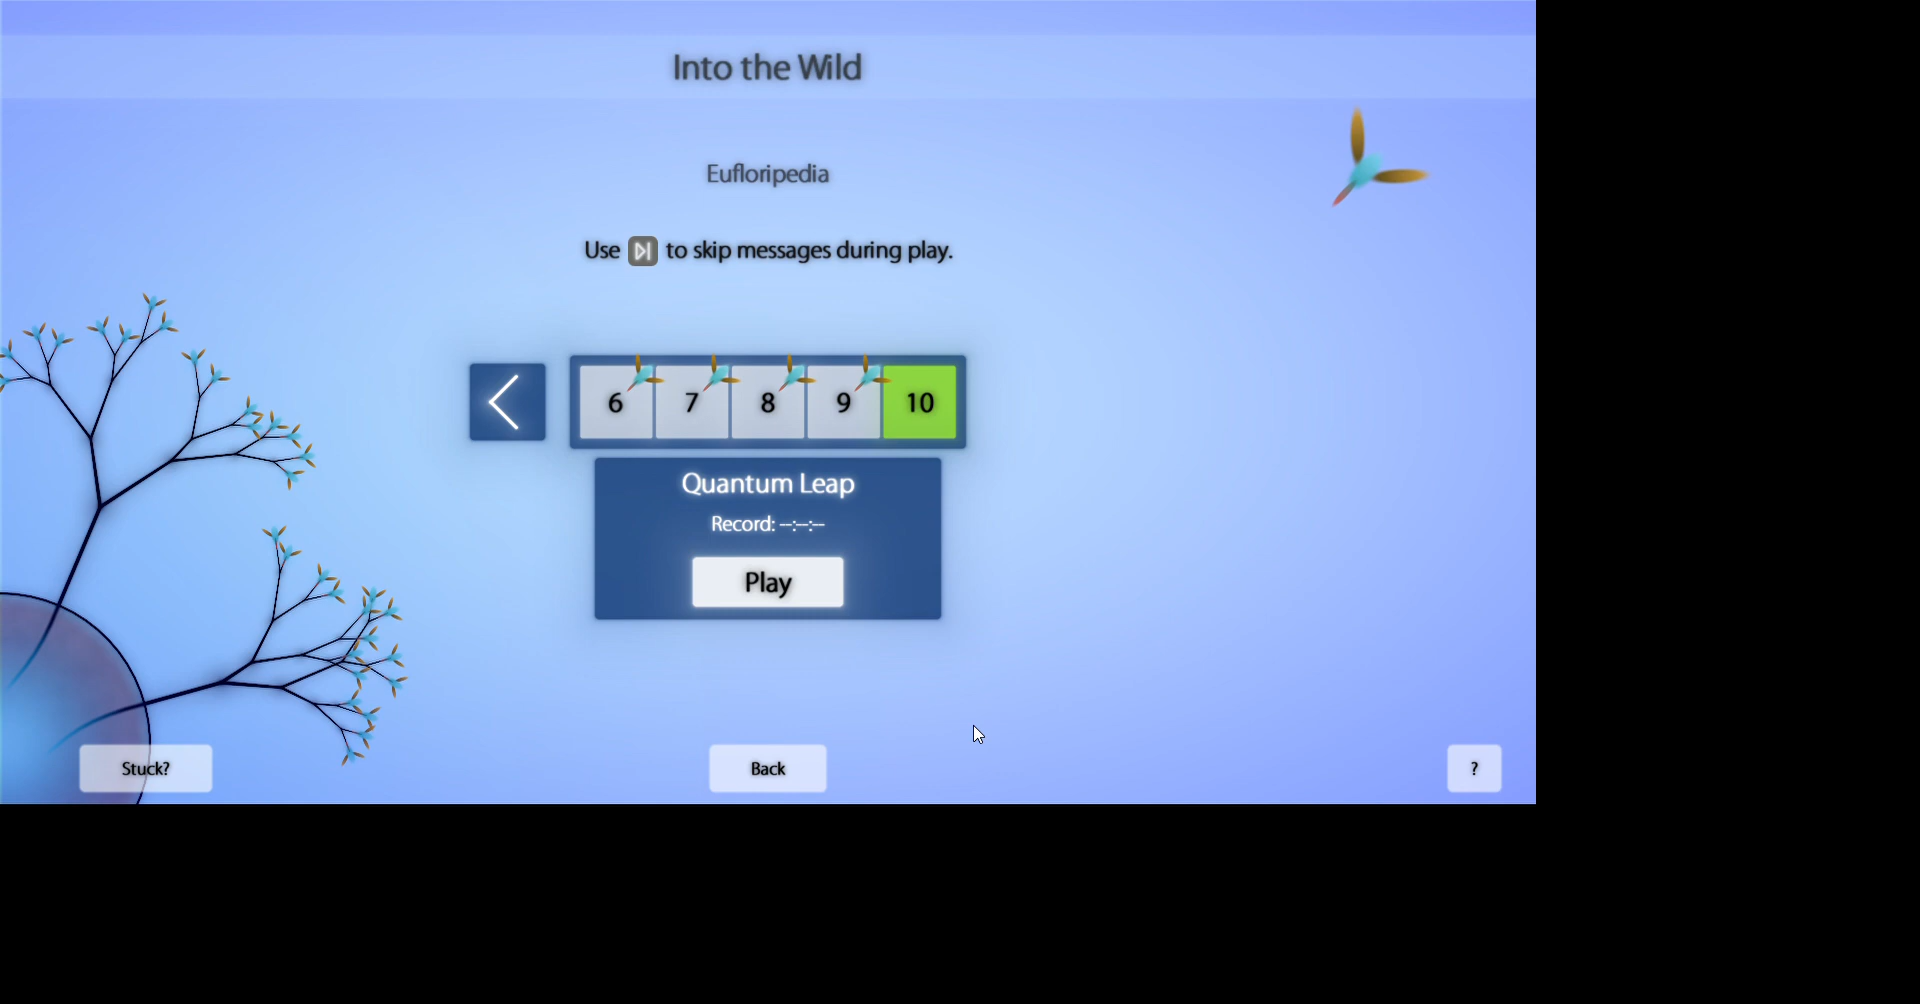 Into the Wild
Eufloripedia
Use to skip messages during play.
6 7 8 9 10
Quantum Leap
Record: --:--:--
Play
Stuck?
Back
?